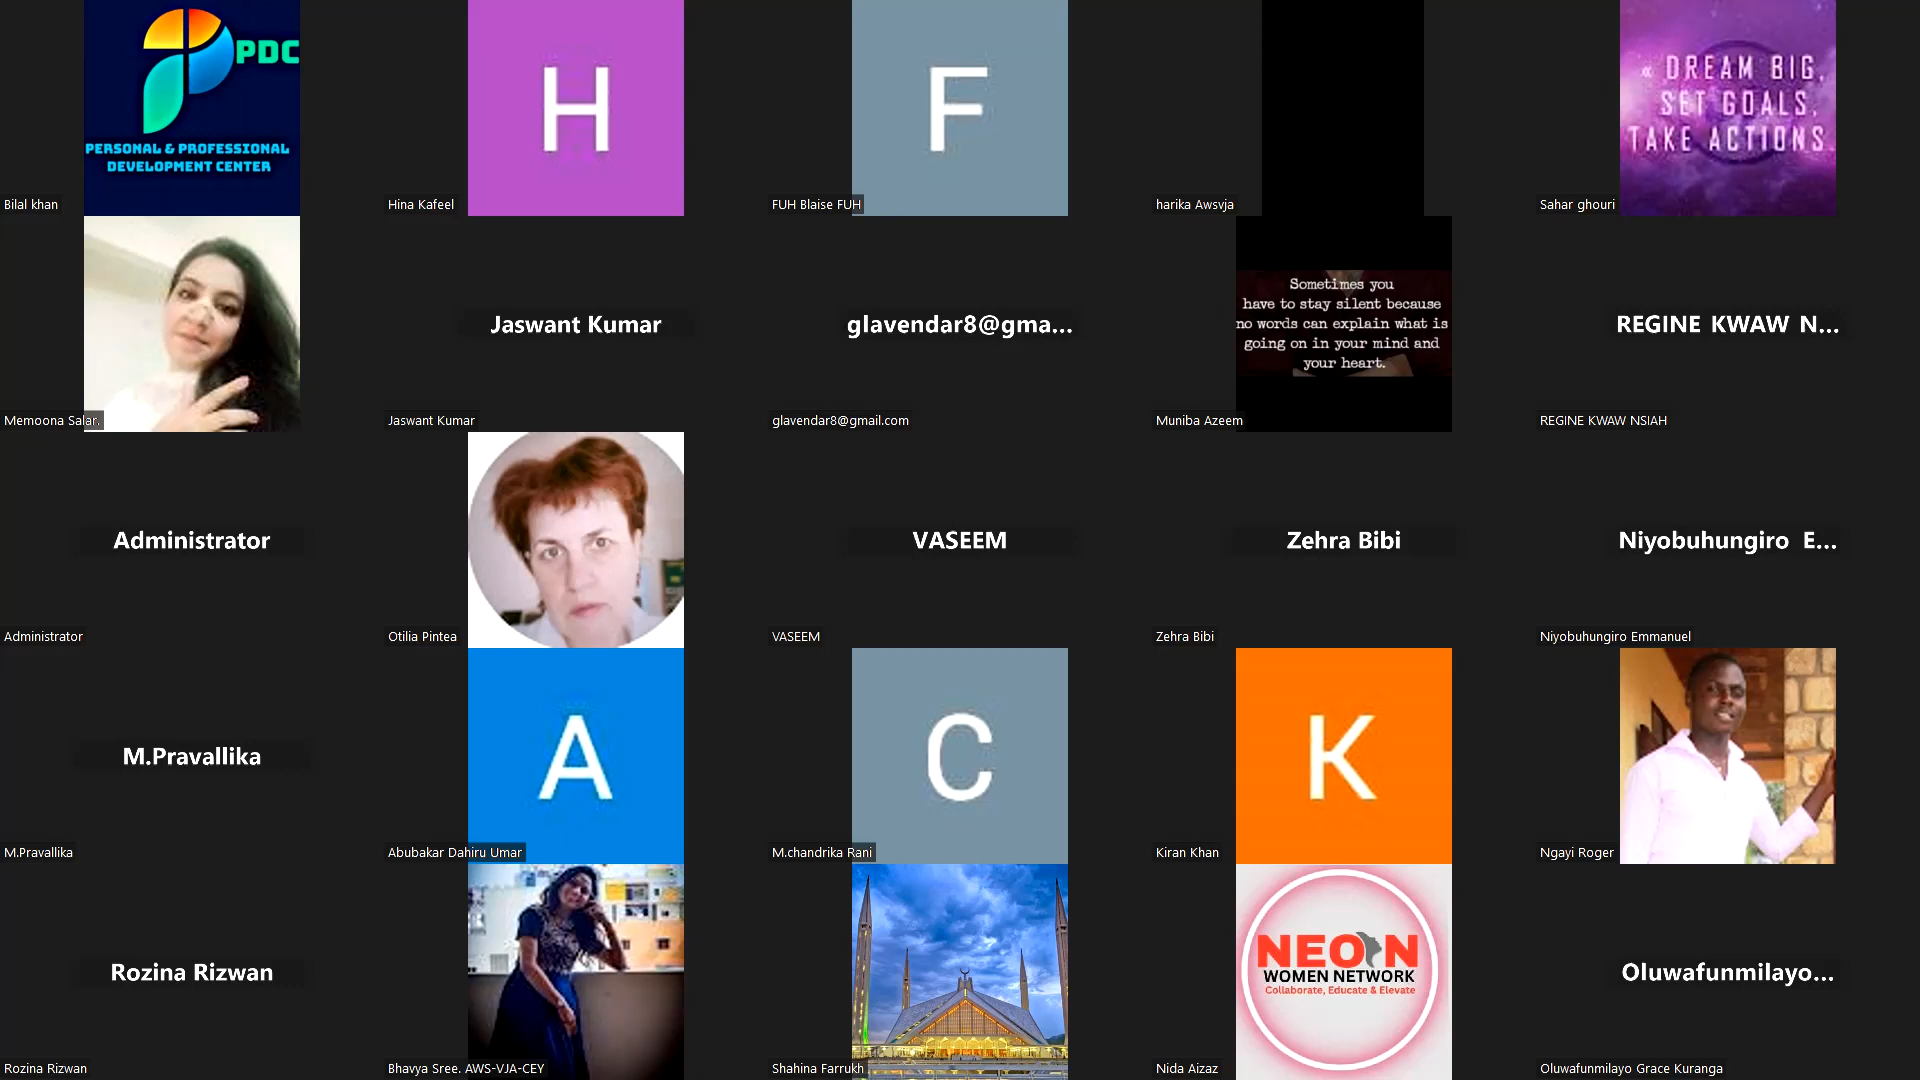 PDC
PERSONAL & PROFESSIONAL
DEVELOPMENT CENTER
Bilal khan
H
Hina Kafeel
F
FUH Blaise FUH
harika Awsvja
« DREAM BIG,
SET GOALS,
TAKE ACTIONS
Sahar ghouri
Memoona Salar.
Jaswant Kumar
Jaswant Kumar
glavendar8@gma...
glavendar8@gmail.com
Sometimes you
have to stay silent because
no words can explain what is
going on in your mind and
your heart.
Muniba Azeem
REGINE KWAW N...
REGINE KWAW NSIAH
Administrator
Administrator
Otilia Pintea
VASEEM
VASEEM
Zehra Bibi
Zehra Bibi
Niyobuhungiro E...
Niyobuhungiro Emmanuel
M.Pravallika
M.Pravallika
A
Abubakar Dahiru Umar
C
M.chandrika Rani
K
Kiran Khan
Ngayi Roger
Rozina Rizwan
Rozina Rizwan
Bhavya Sree. AWS-VJA-CEY
Shahina Farrukh
NEON
WOMEN NETWORK
Collaborate, Educate & Elevate
Nida Aizaz
Oluwafunmilayo...
Oluwafunmilayo Grace Kuranga